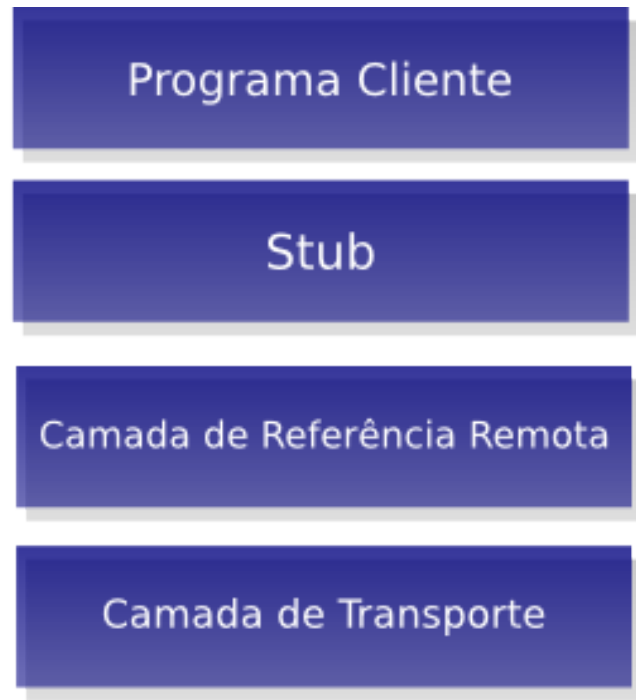 Programa Cliente
Stub
Camada de Referência Remota
Camada de Transporte